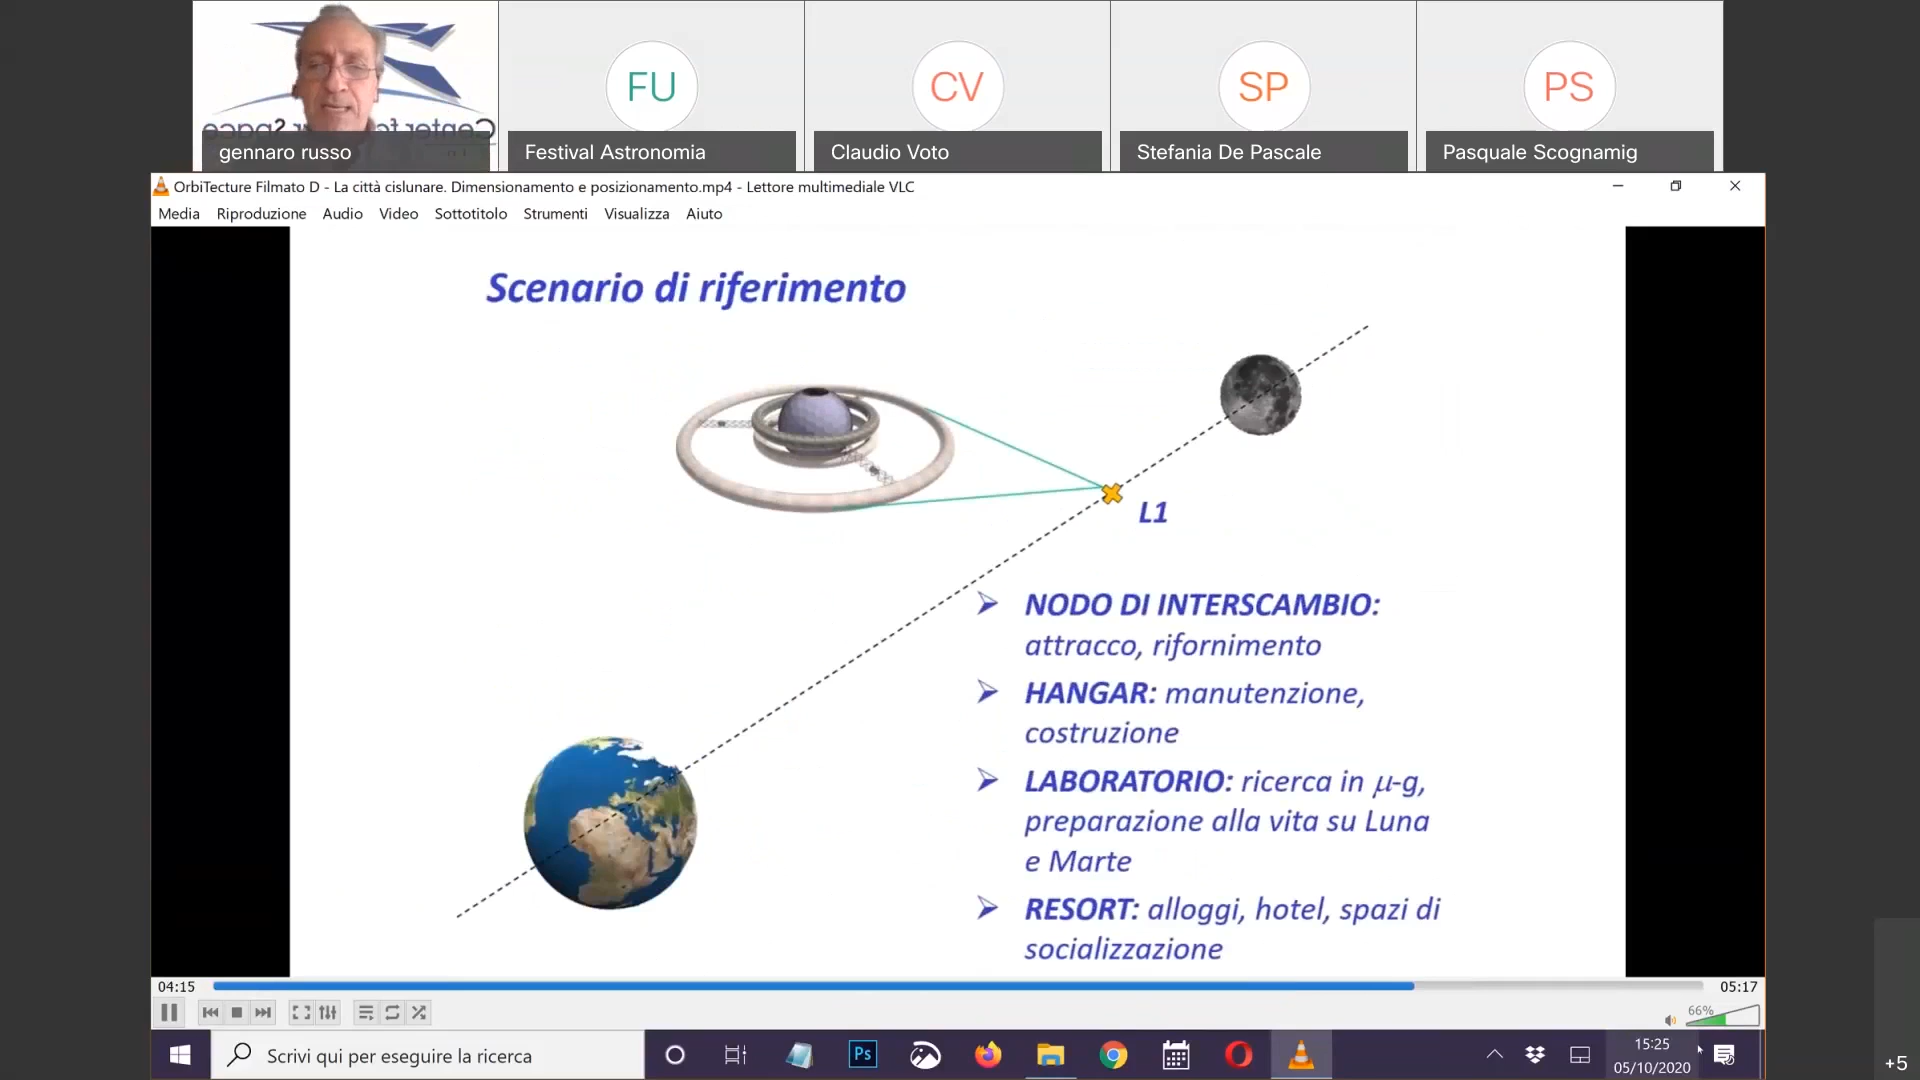 FU
CV
SP
PS
gennaro russo
Festival Astronomia
Claudio Voto
Stefania De Pascale
Pasquale Scognamig
OrbiTecture Filmato D - La città cislunare. Dimensionamento e posizionamento.mp4 - Lettore multimediale VLC
Media Riproduzione Audio Video Sottotitolo Strumenti Visualizza Aiuto
Scenario di riferimento
L1
NODO DI INTERSCAMBIO:
attracco, rifornimento
HANGAR: manutenzione,
costruzione
LABORATORIO: ricerca in μ-g,
preparazione alla vita su Luna
e Marte
RESORT: alloggi, hotel, spazi di
socializzazione
04:15
05:17
66%
Scrivi qui per eseguire la ricerca
Ps
15:25
05/10/2020
+5